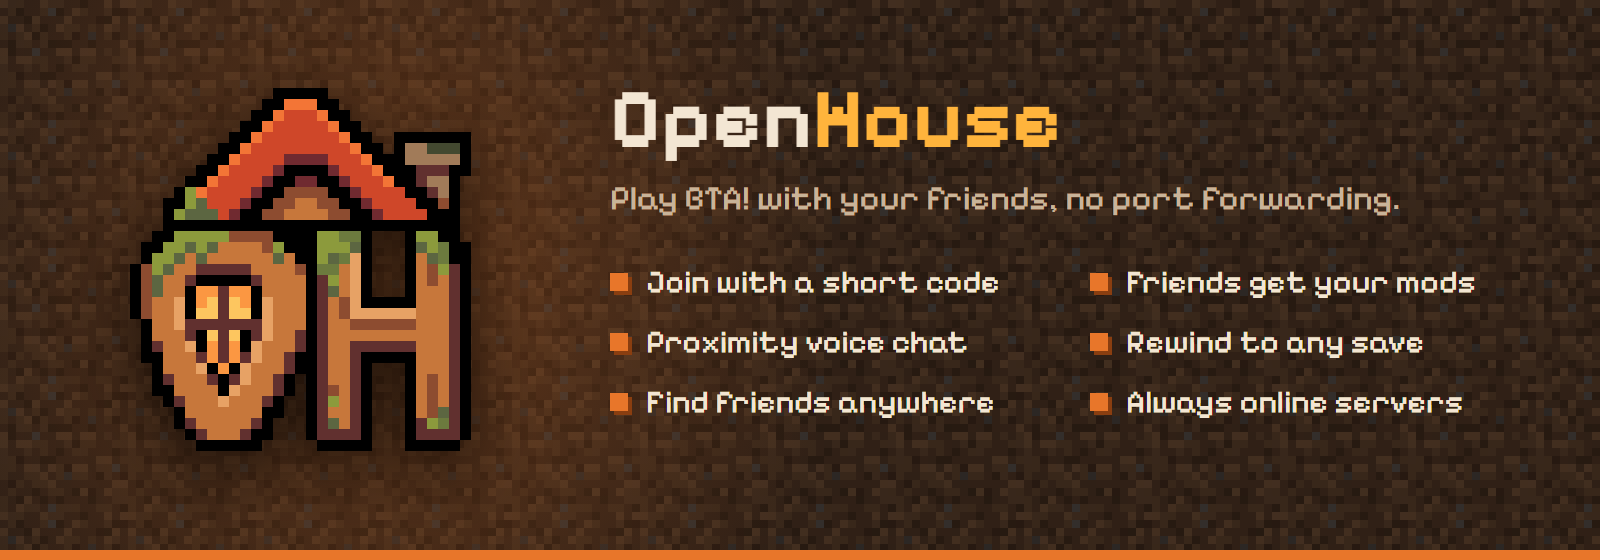 OpenHouse
Play BTA! with your friends, no port forwarding.
Join with a short code
Friends get your mods
Proximity voice chat
Rewind to any save
Find friends anywhere
Always online servers